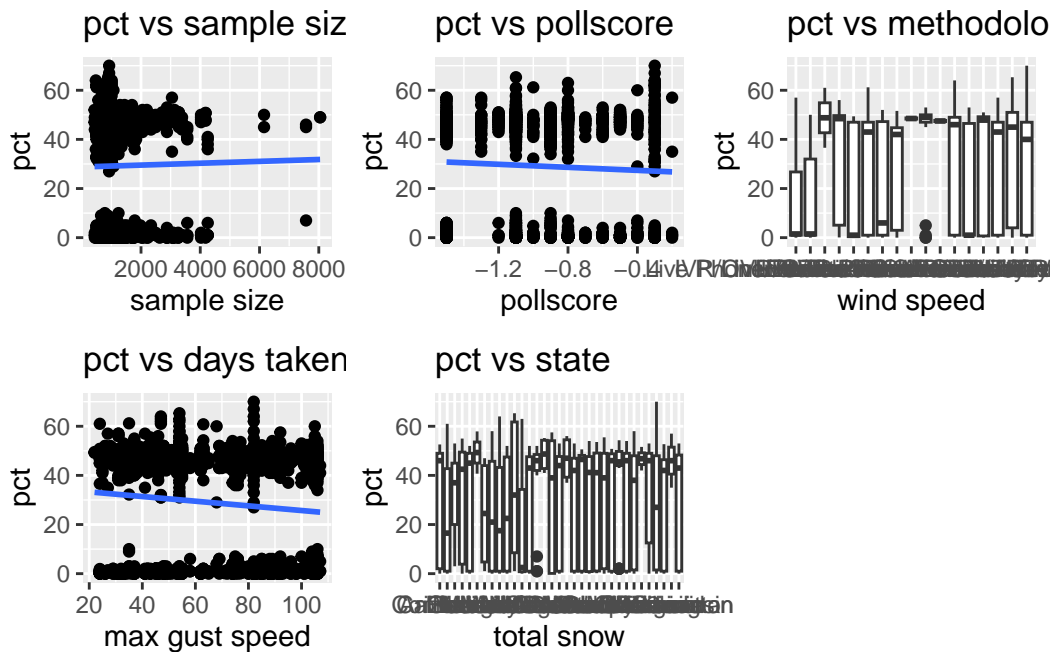 pct vs sample siz
pct
60
40
20
0
2000 4000 6000 8000
sample size
pct vs pollscore
pct
60
40
20
0
−1.2 −0.8 −0.4
pollscore
pct vs methodolo
pct
60
40
20
0
wind speed
pct vs days taken
pct
60
40
20
0
20 40 60 80 100
max gust speed
pct vs state
pct
60
40
20
0
total snow